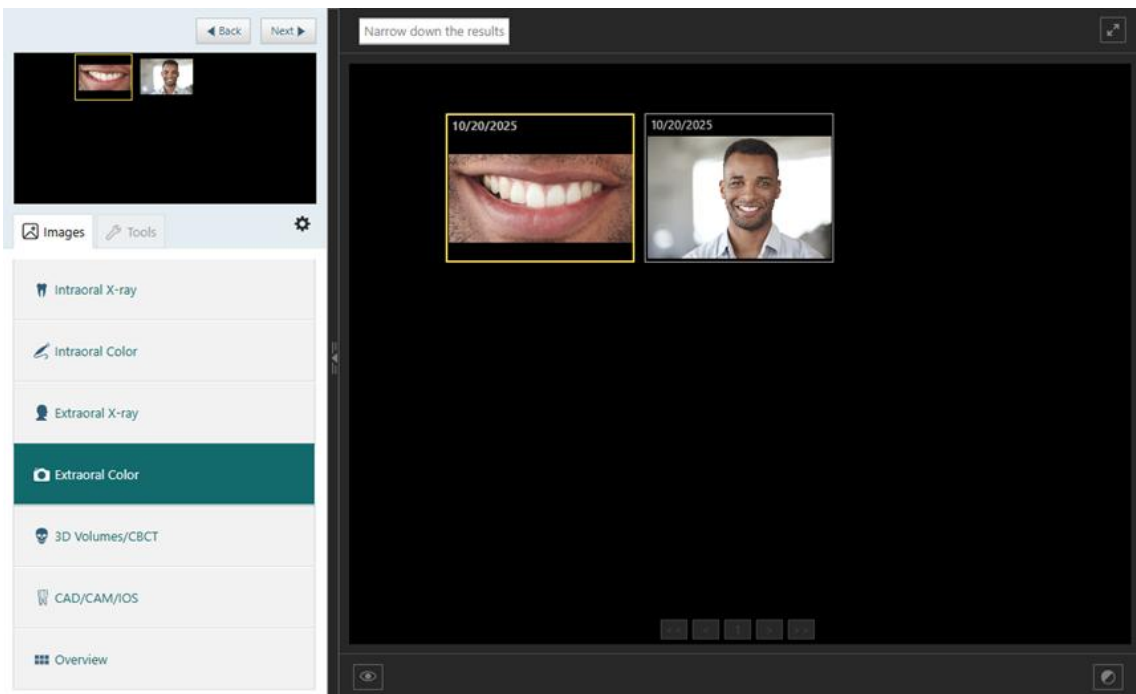 Back
Next
Images
Tools
Intraoral X-ray
Intraoral Color
Extraoral X-ray
Extraoral Color
3D Volumes/CBCT
CAD/CAM/IOS
Overview
Narrow down the results
10/20/2025
10/20/2025
<< < 1 > >>